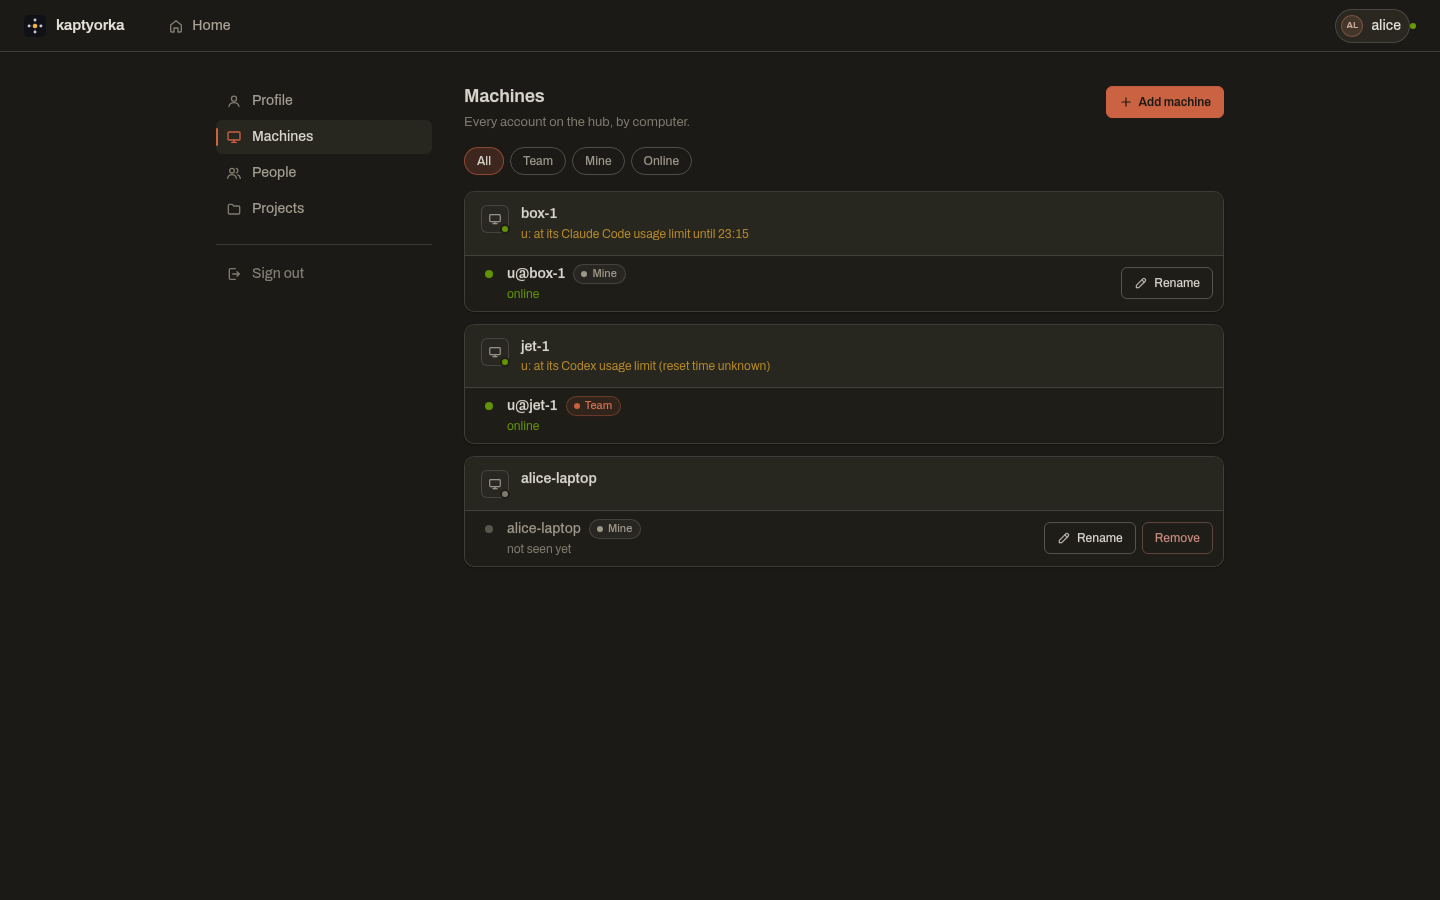 kaptyorka
Home
AL
alice
Profile
Machines
People
Projects
Sign out
Machines
Every account on the hub, by computer.
Add machine
All
Team
Mine
Online
box-1
u: at its Claude Code usage limit until 23:15
u@box-1
Mine
online
Rename
jet-1
u: at its Codex usage limit (reset time unknown)
u@jet-1
Team
online
alice-laptop
alice-laptop
Mine
not seen yet
Rename
Remove